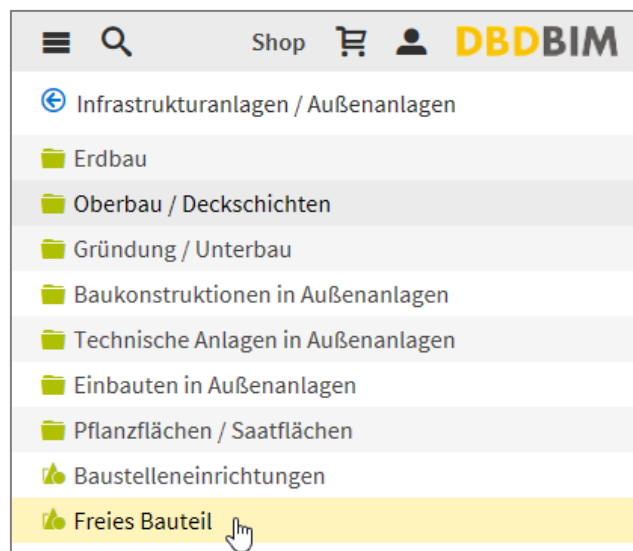 Shop DBDBIM
Infrastrukturanlagen / Außenanlagen
Erdbau
Oberbau / Deckschichten
Gründung / Unterbau
Baukonstruktionen in Außenanlagen
Technische Anlagen in Außenanlagen
Einbauten in Außenanlagen
Pflanzflächen / Saatflächen
Baustelleneinrichtungen
Freies Bauteil